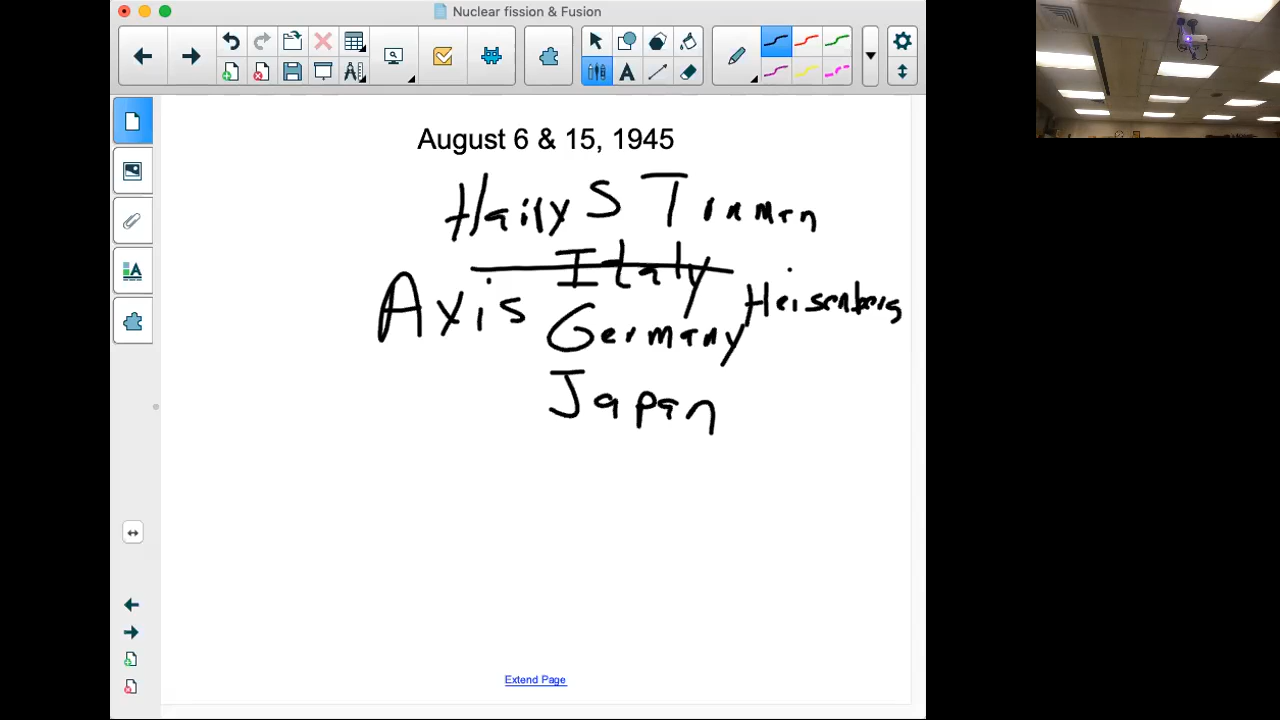 Nuclear fission & Fusion
August 6 & 15, 1945
Harry S Truman
Italy
Axis
Germany Heisenberg
Japan
Extend Page